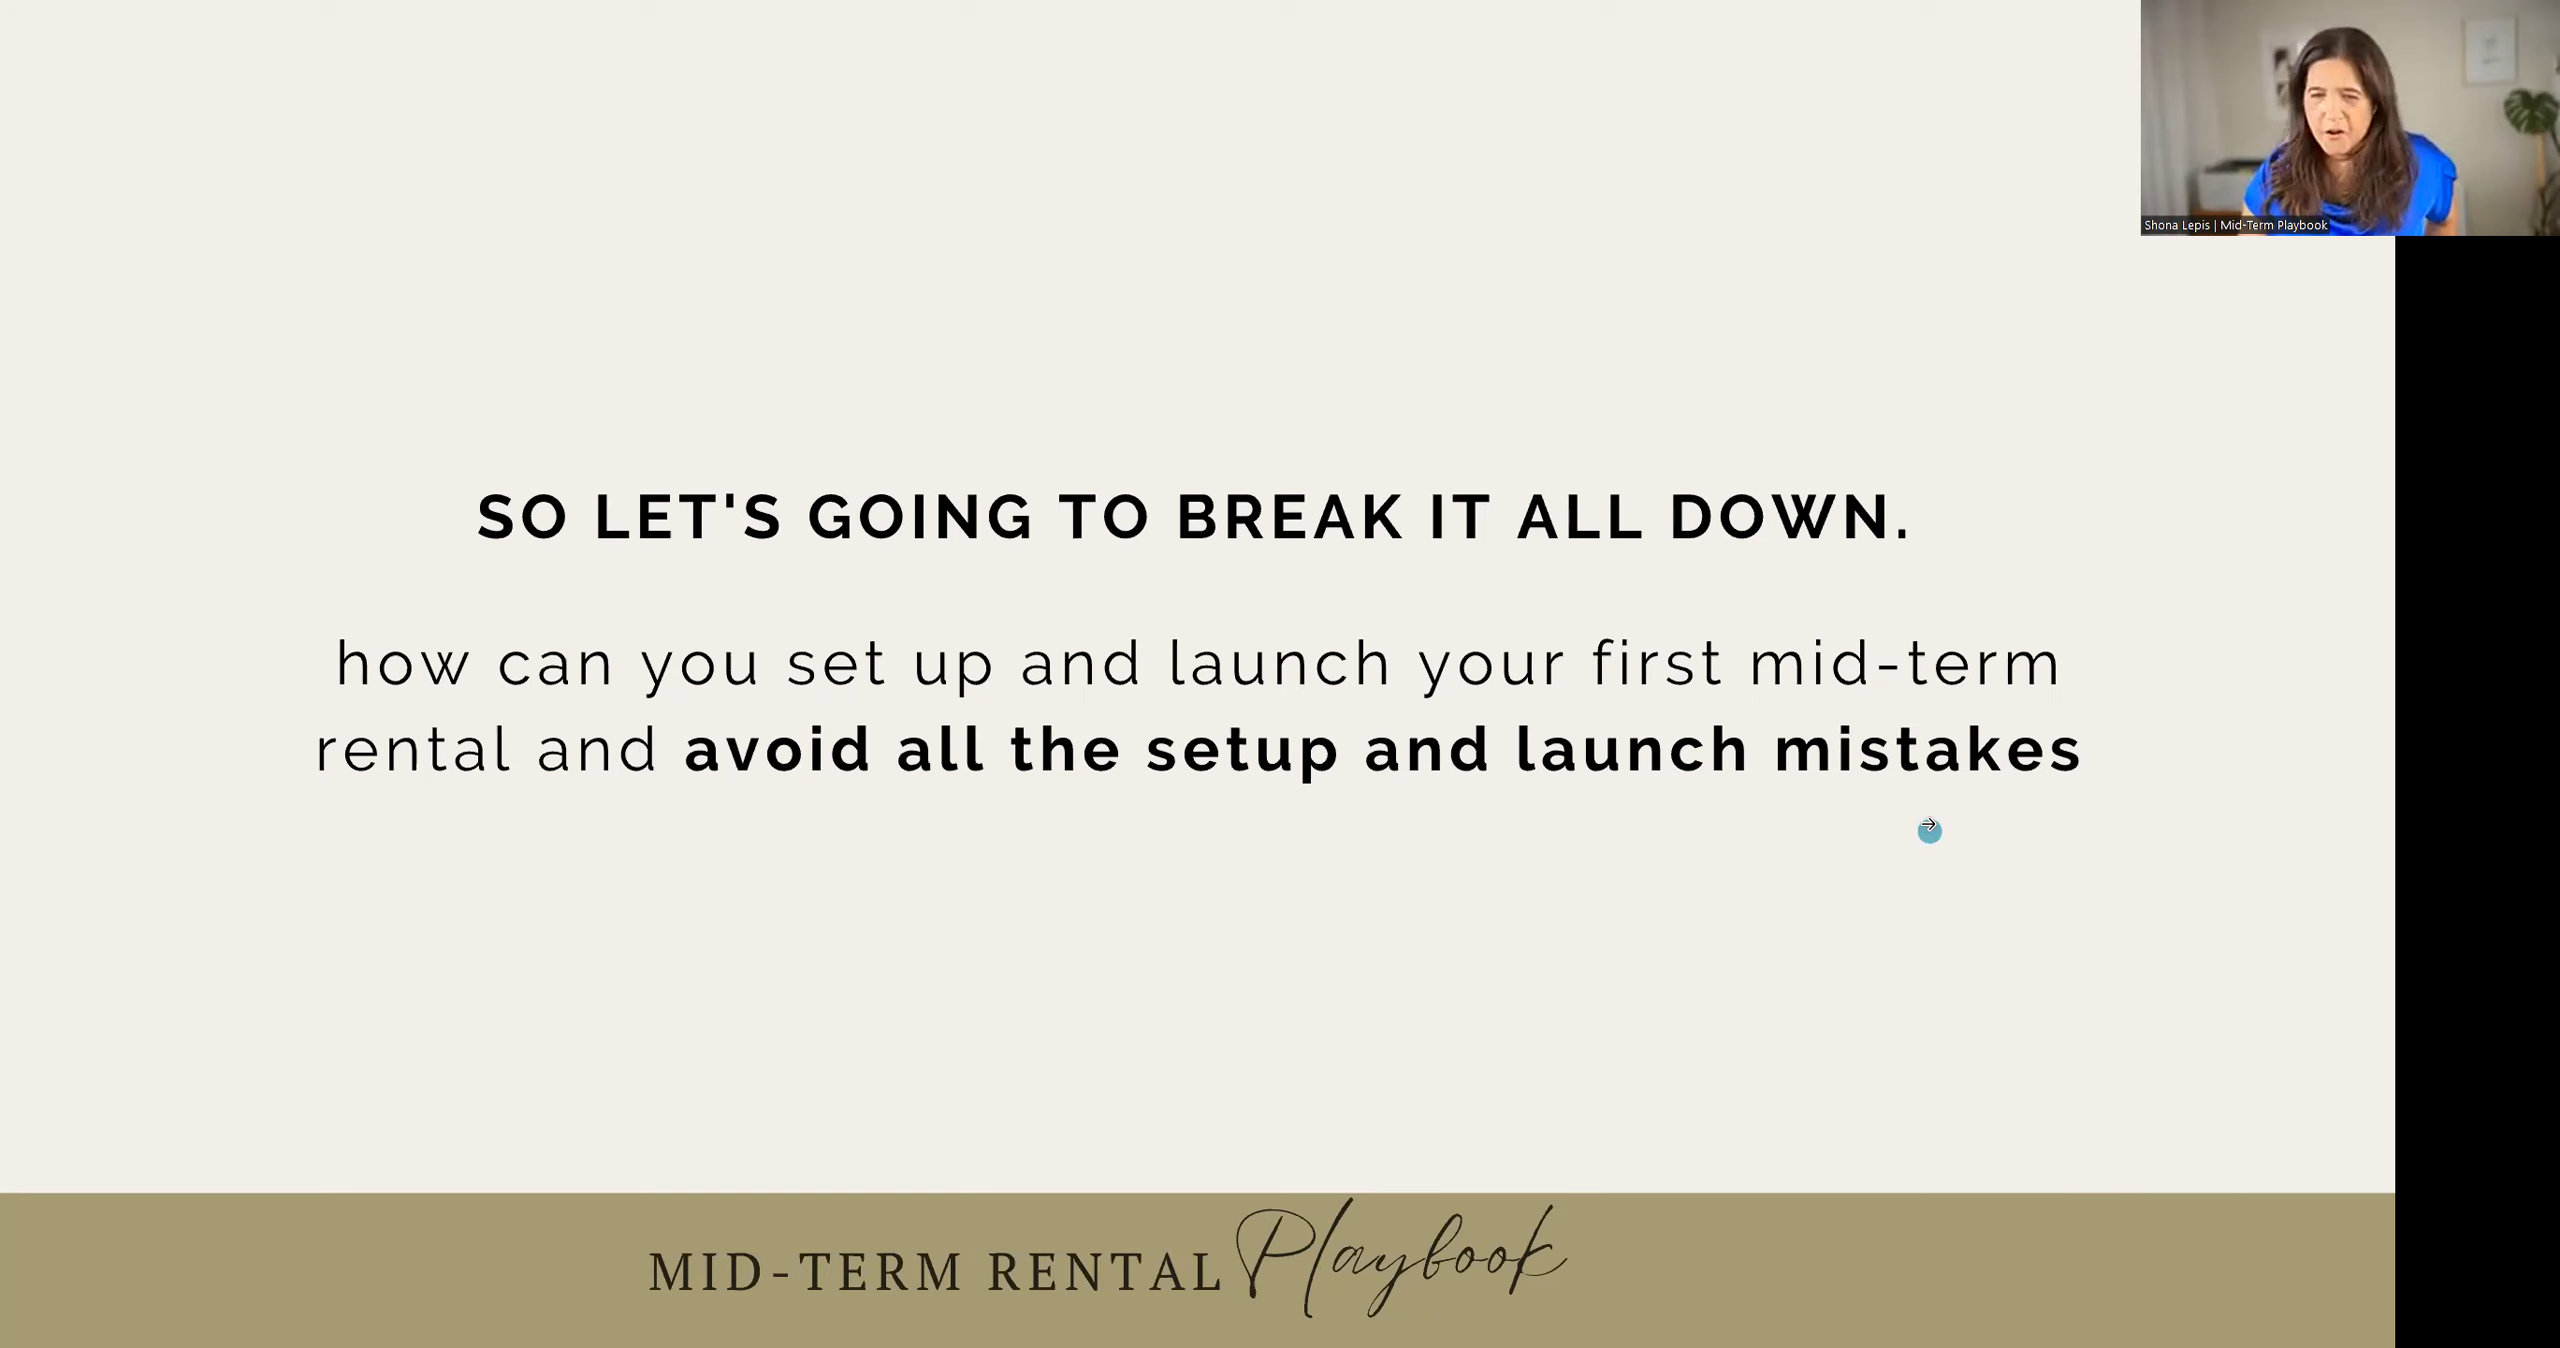 Shona Lepis | Mid-Term Playbook
SO LET'S GOING TO BREAK IT ALL DOWN.
how can you set up and launch your first mid-term
rental and avoid all the setup and launch mistakes
MID-TERM RENTAL Playbook